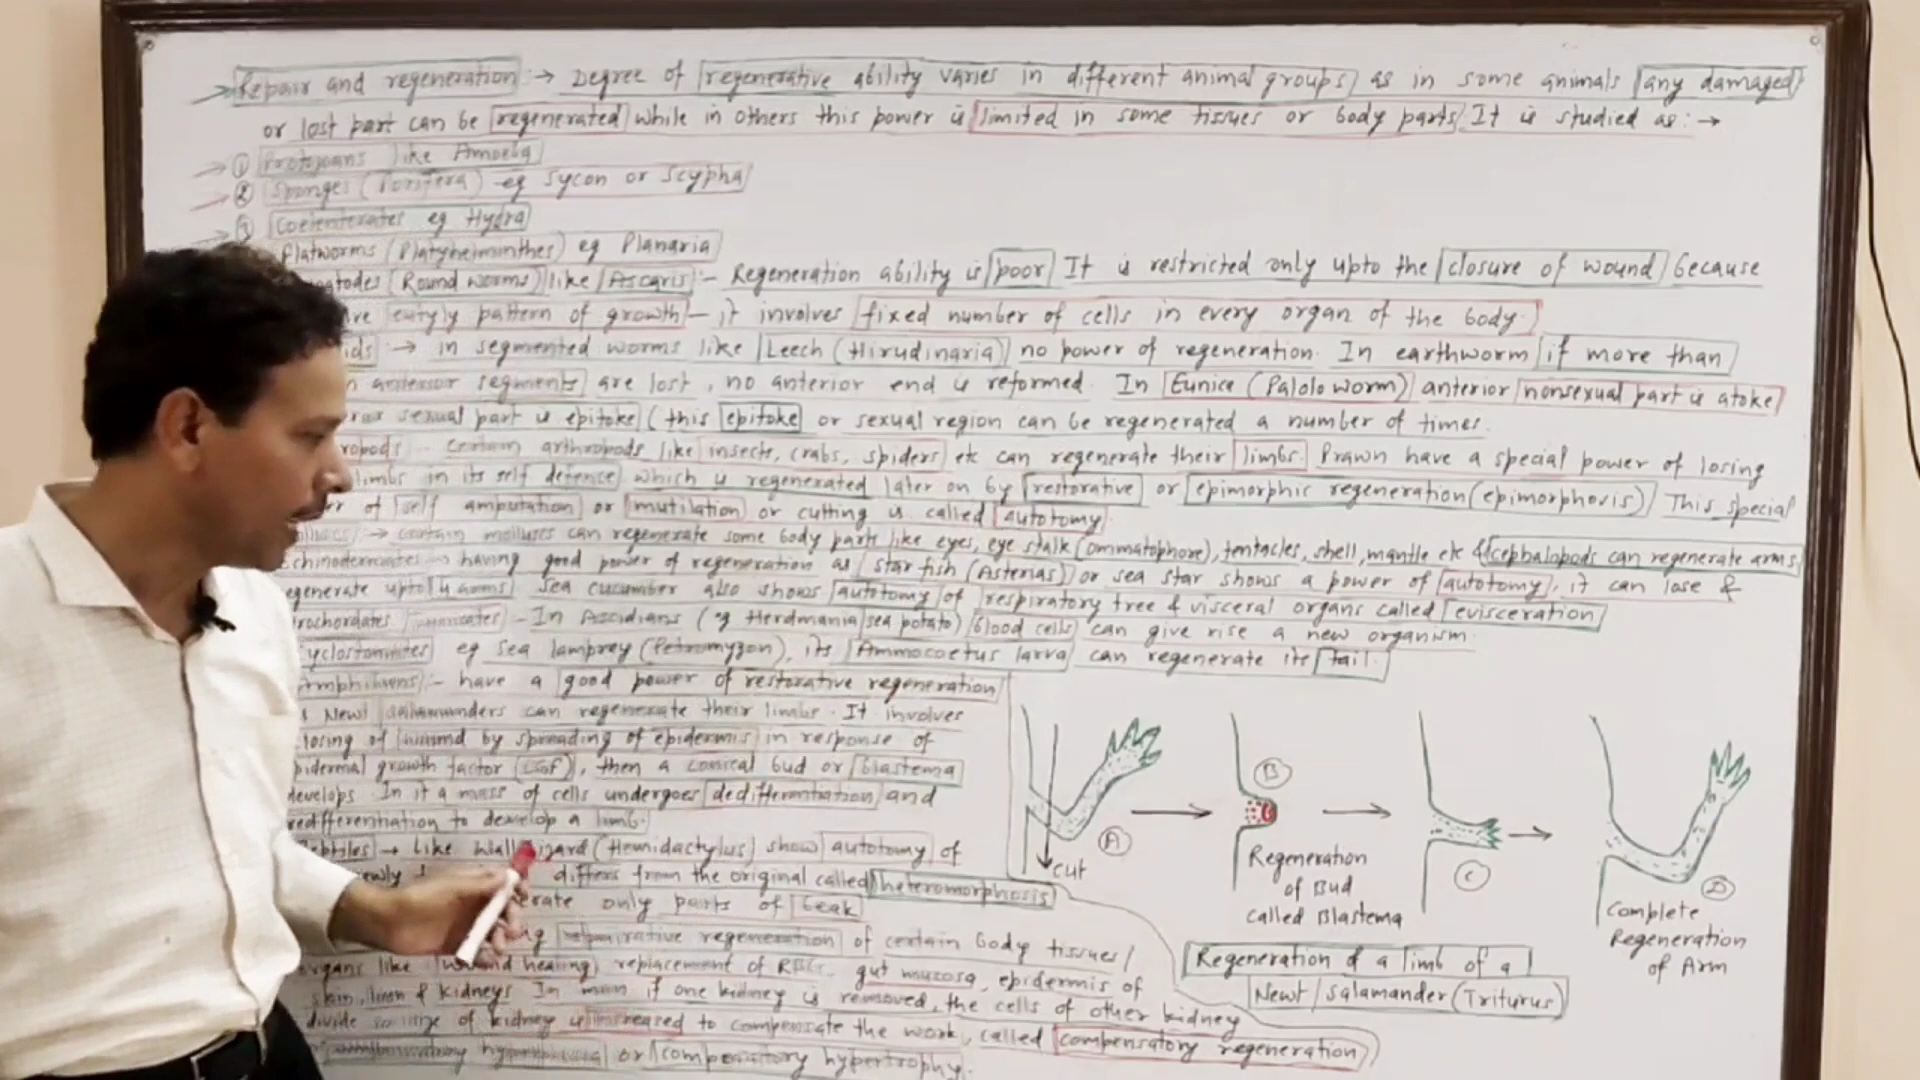 Repair and regeneration :→ Degree of regenerative ability varies in different animal groups as in some animals any damaged
or lost part can be regenerated while in others this power is limited in some tissues or body parts It is studied as :→
① Protozoans like Amoeba
② Sponges (Porifera) eg Sycon or Scypha
③ Coelenterates eg Hydra
Flatworms (Platyhelminthes) eg Planaria
(Round worms) like Ascaris :- Regeneration ability is poor It is restricted only upto the closure of wound because
eutyly pattern of growth - it involves fixed number of cells in every organ of the body.
→ in segmented worms like Leech (Hirudinaria) no power of regeneration. In earthworm if more than
anterior segments are lost, no anterior end is reformed. In Eunice (Palolo worm) anterior nonsexual part is atoke
sexual part is epitoke (this epitoke or sexual region can be regenerated a number of times.
Certain arthropods like insects, crabs, spiders etc can regenerate their limbs. Prawn have a special power of losing
limbs in its self defence which is regenerated later on by restorative or epimorphic regeneration (epimorphosis) This special
of self amputation or mutilation or cutting is called autotomy.
→ certain molluscs can regenerate some body parts like eyes, eye stalk (ommatophore), tentacles, shell, mantle etc & cephalopods can regenerate arms
having good power of regeneration as star fish (Asterias) or sea star shows a power of autotomy, it can lose &
regenerate upto 4 arms. Sea cucumber also shows autotomy of respiratory tree & visceral organs called evisceration
- In Ascidians (eg Herdmania sea potato) blood cells can give rise a new organism.
eg sea lamprey (Petromyzon), its Ammocoetus larva can regenerate its tail.
Amphibians :- have a good power of restorative regeneration
Newt salamanders can regenerate their limbs. It involves
closing of wound by spreading of epidermis in response of
epidermal growth factor (EGF), then a conical bud or blastema
develops In it a mass of cells undergoes dedifferntiation and
redifferentiation to develop a limb.
Reptiles → Like Wall lizard (Hemidactylus) show autotomy of
newly differs from the original called heteromorphosis
only parts of beak
reparative regeneration of certain body tissues/
organs like wound healing replacement of RBCs, gut mucosa, epidermis of
skin, & kidneys In man if one kidney is removed, the cells of other kidney
divide size of kidney is increased to compensate the work, called compensatory regeneration
or compensatory hypertrophy.
cut
A
B
Regeneration
of Bud
called Blastema
C
D
Complete
Regeneration
of Arm
Regeneration of a limb of a
Newt / salamander (Triturus)